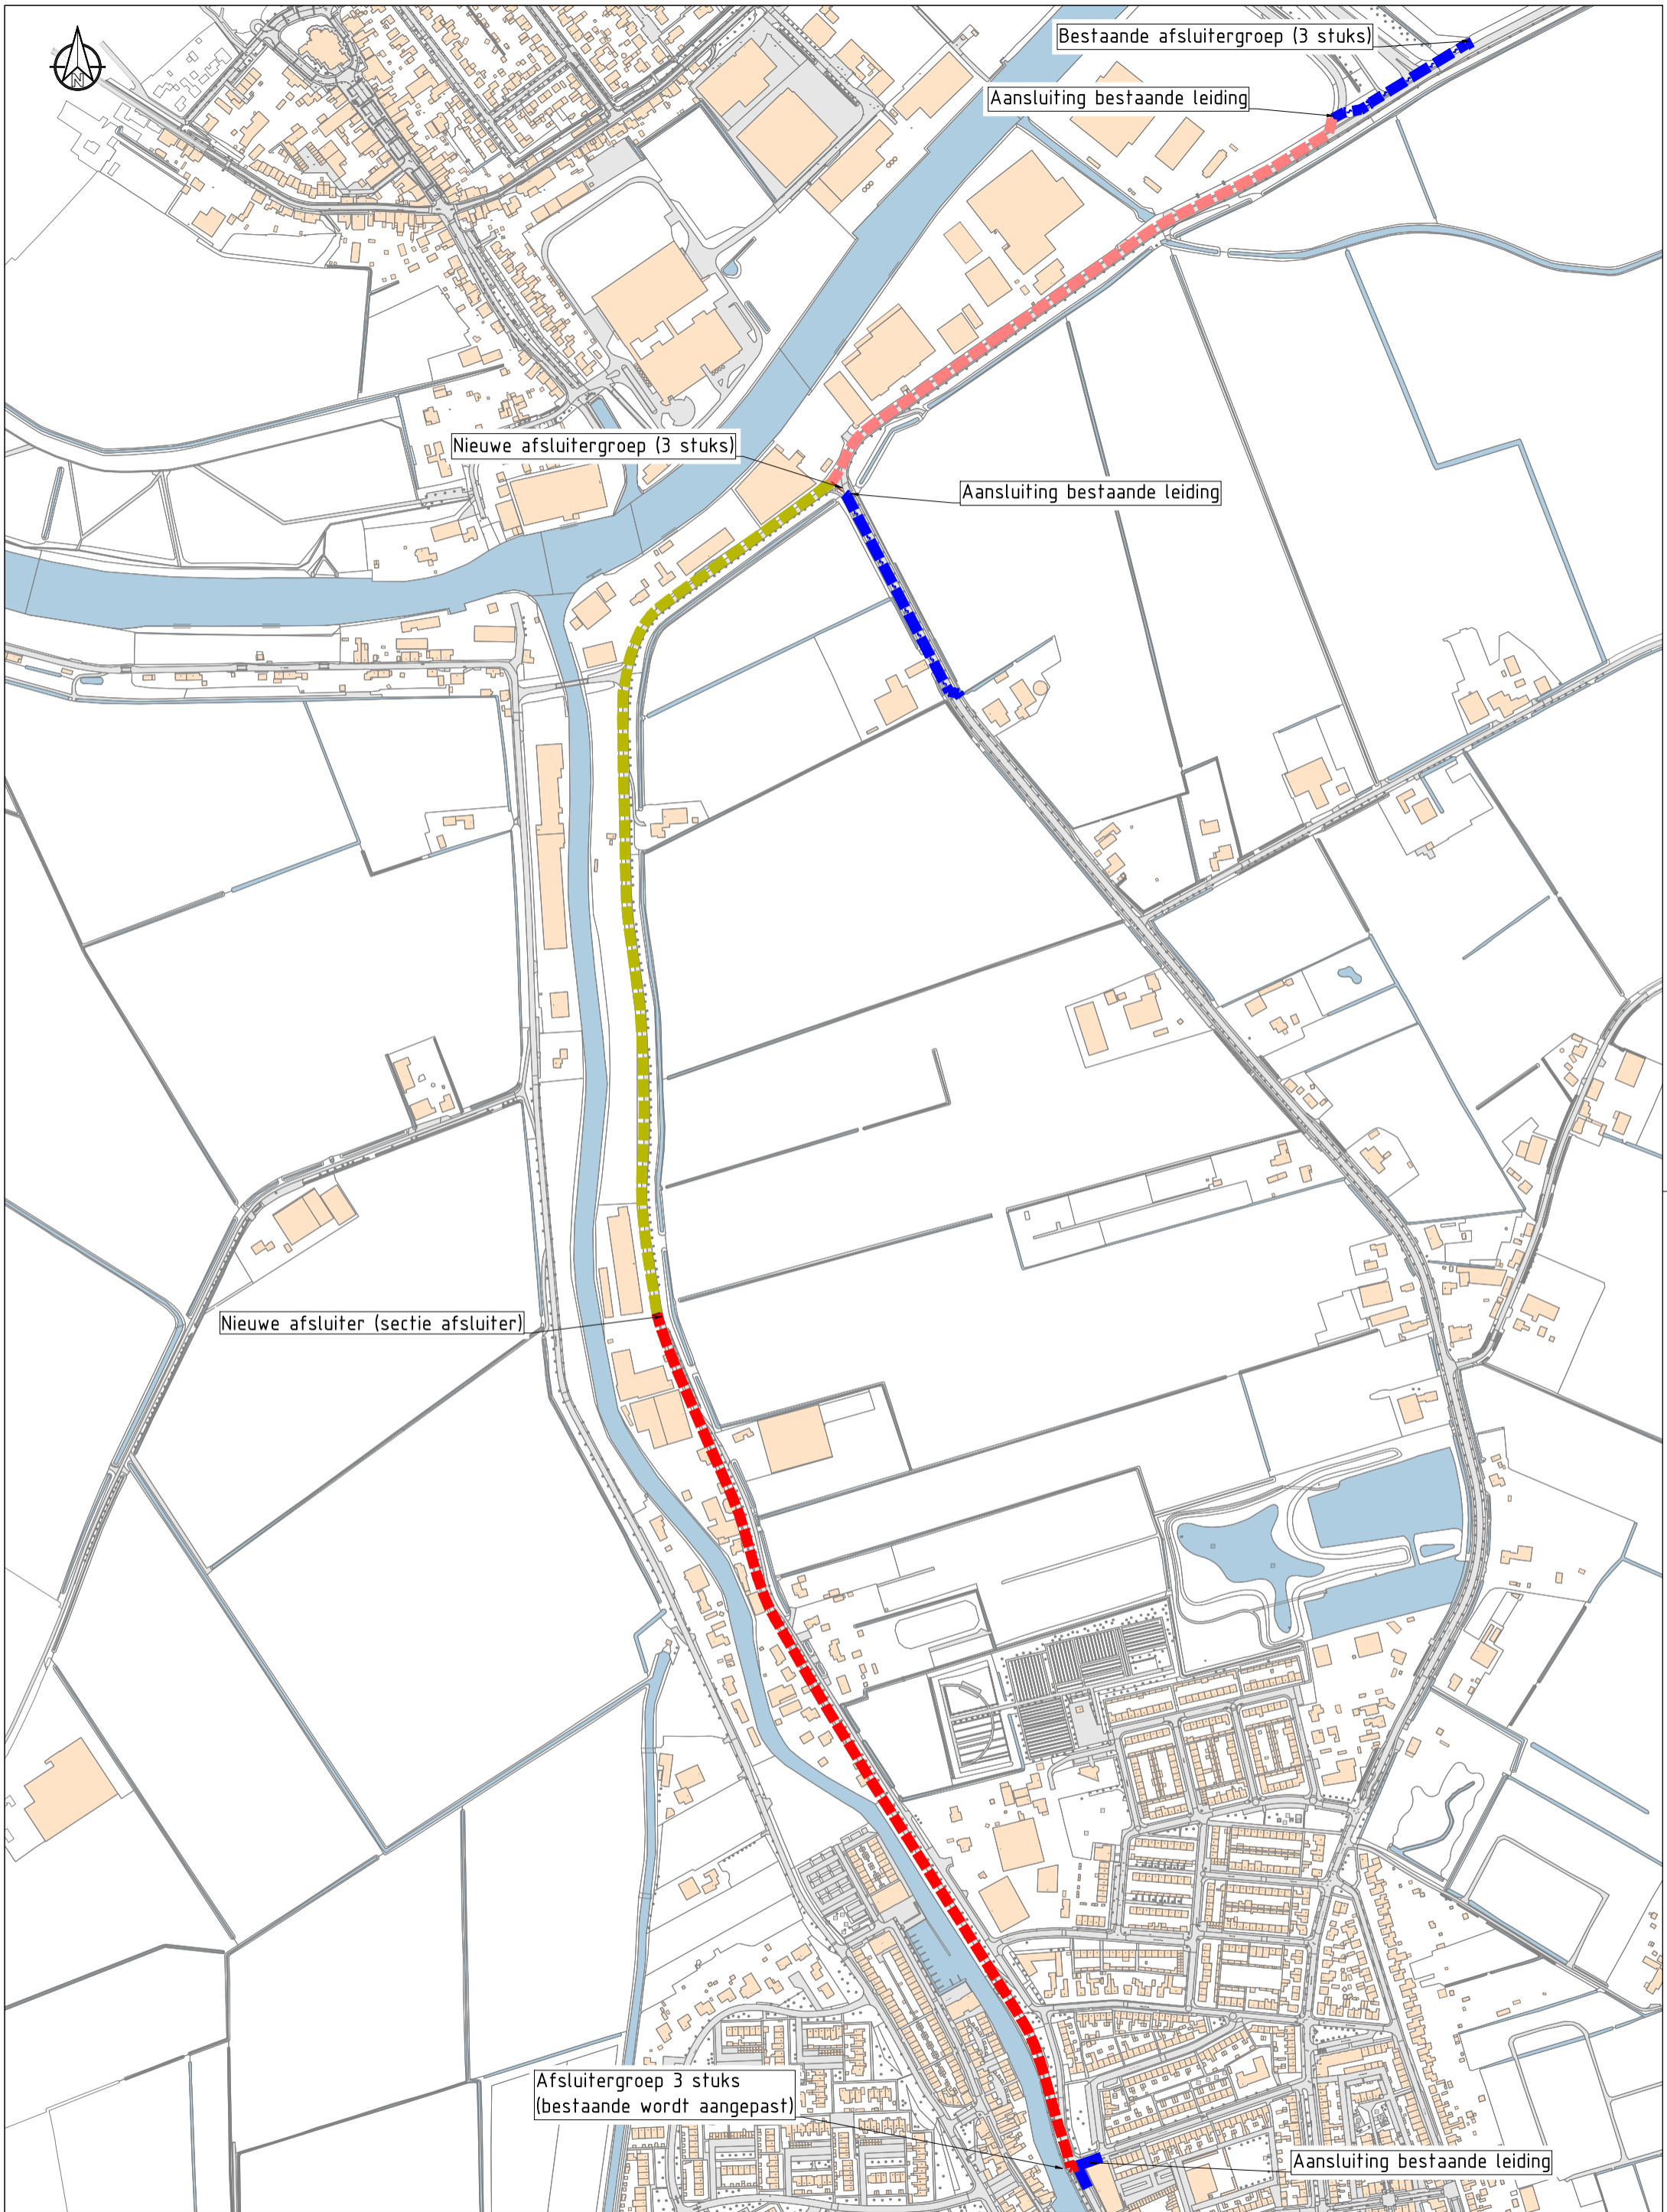 N
Bestaande afsluitergroep (3 stuks)
Aansluiting bestaande leiding
Nieuwe afsluitergroep (3 stuks)
Aansluiting bestaande leiding
Nieuwe afsluiter (sectie afsluiter)
Afsluitergroep 3 stuks
(bestaande wordt aangepast)
Aansluiting bestaande leiding